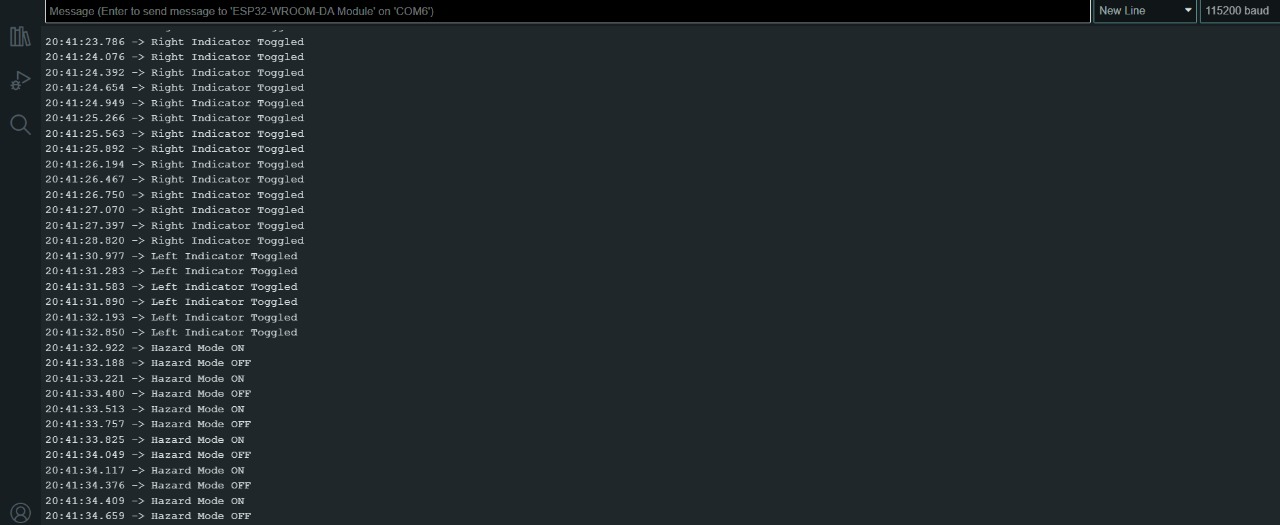 Message (Enter to send message to 'ESP32-WROOM-DA Module' on 'COM6')
New Line
115200 baud
20:41:23.786 -> Right Indicator Toggled
20:41:24.076 -> Right Indicator Toggled
20:41:24.392 -> Right Indicator Toggled
20:41:24.654 -> Right Indicator Toggled
20:41:24.949 -> Right Indicator Toggled
20:41:25.266 -> Right Indicator Toggled
20:41:25.563 -> Right Indicator Toggled
20:41:25.892 -> Right Indicator Toggled
20:41:26.194 -> Right Indicator Toggled
20:41:26.467 -> Right Indicator Toggled
20:41:26.750 -> Right Indicator Toggled
20:41:27.070 -> Right Indicator Toggled
20:41:27.397 -> Right Indicator Toggled
20:41:28.820 -> Right Indicator Toggled
20:41:30.977 -> Left Indicator Toggled
20:41:31.283 -> Left Indicator Toggled
20:41:31.583 -> Left Indicator Toggled
20:41:31.890 -> Left Indicator Toggled
20:41:32.193 -> Left Indicator Toggled
20:41:32.850 -> Left Indicator Toggled
20:41:32.922 -> Hazard Mode ON
20:41:33.188 -> Hazard Mode OFF
20:41:33.221 -> Hazard Mode ON
20:41:33.480 -> Hazard Mode OFF
20:41:33.513 -> Hazard Mode ON
20:41:33.757 -> Hazard Mode OFF
20:41:33.825 -> Hazard Mode ON
20:41:34.049 -> Hazard Mode OFF
20:41:34.117 -> Hazard Mode ON
20:41:34.376 -> Hazard Mode OFF
20:41:34.409 -> Hazard Mode ON
20:41:34.659 -> Hazard Mode OFF